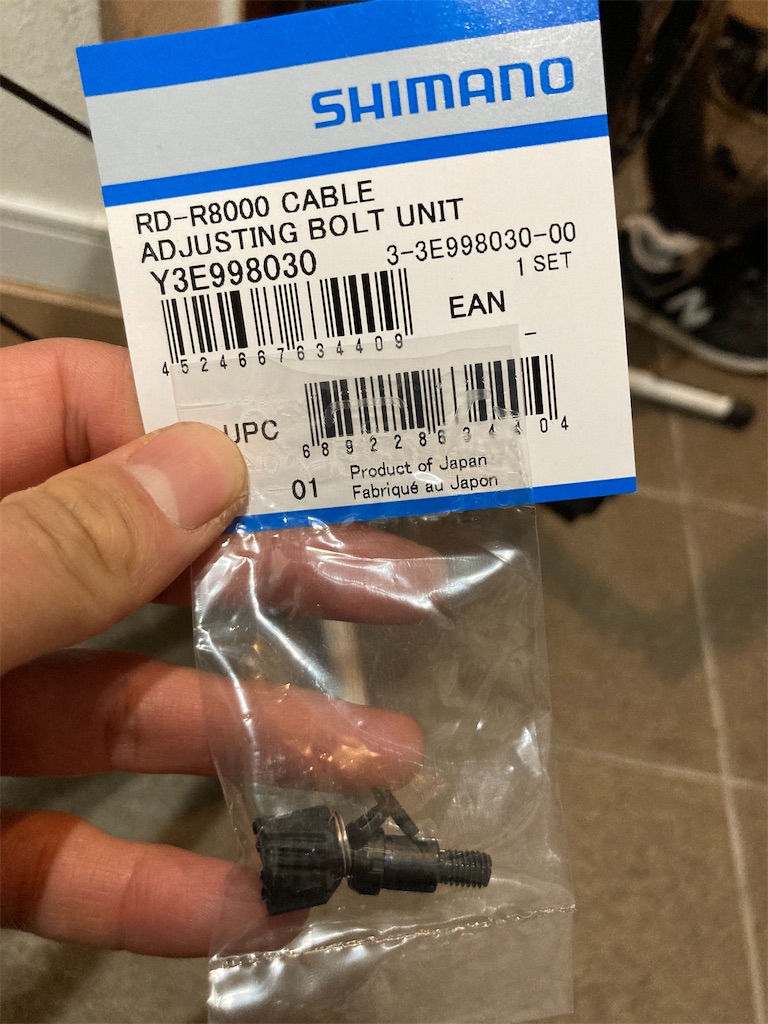 SHIMANO
RD-R8000 CABLE
ADJUSTING BOLT UNIT
Y3E998030 3-3E998030-00
1 SET
EAN
4524667634409
–
UPC
689228634404
01 Product of Japan
Fabriqué au Japon
N